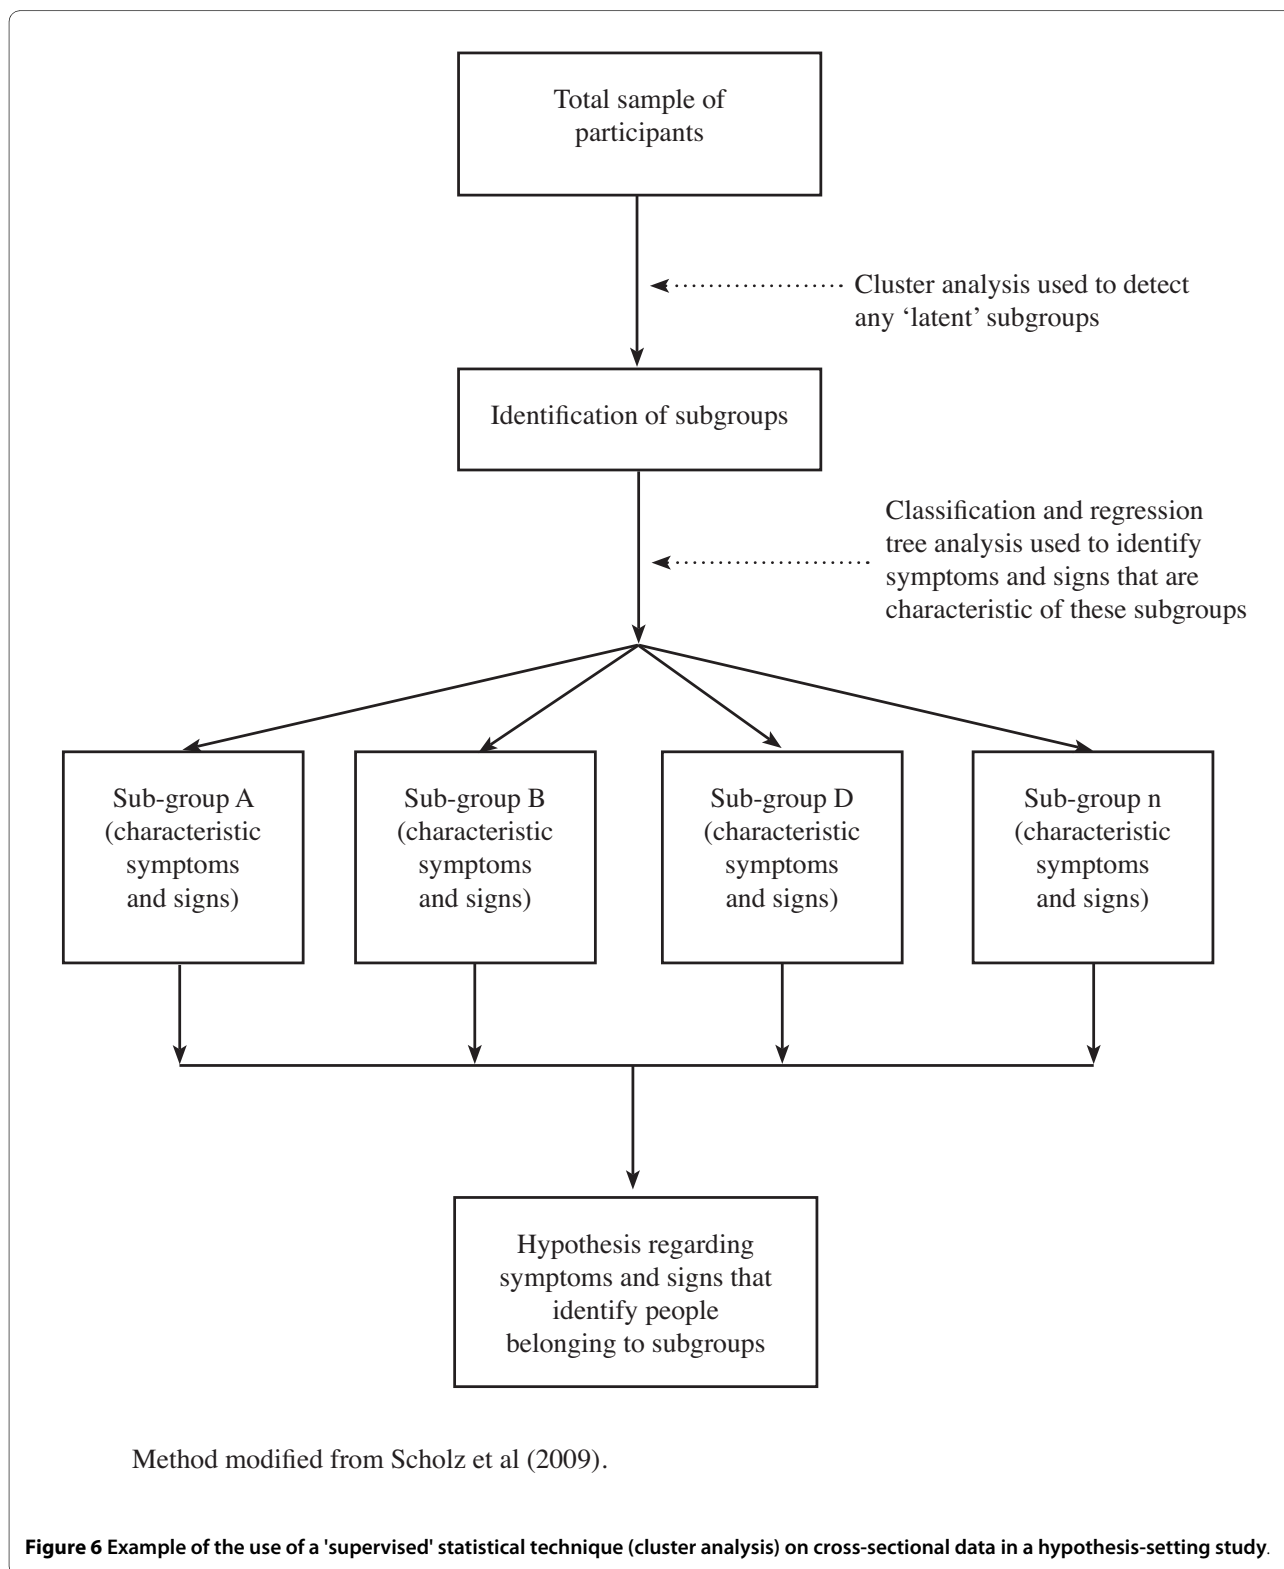 Total sample of
participants
Cluster analysis used to detect
any ‘latent’ subgroups
Identification of subgroups
Classification and regression
tree analysis used to identify
symptoms and signs that are
characteristic of these subgroups
Sub-group A
(characteristic
symptoms
and signs)
Sub-group B
(characteristic
symptoms
and signs)
Sub-group D
(characteristic
symptoms
and signs)
Sub-group n
(characteristic
symptoms
and signs)
Hypothesis regarding
symptoms and signs that
identify people
belonging to subgroups
Method modified from Scholz et al (2009).
Figure 6 Example of the use of a 'supervised' statistical technique (cluster analysis) on cross-sectional data in a hypothesis-setting study.